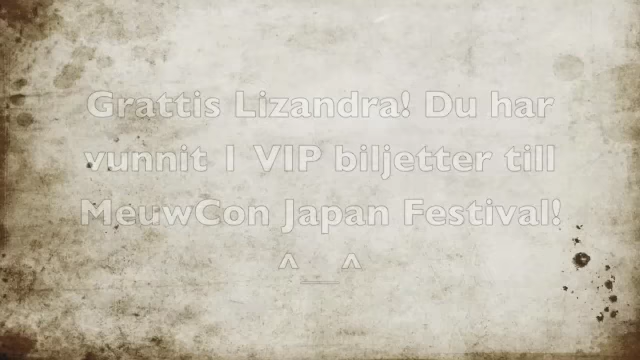 Grattis Lizandra! Du har
vunnit 1 VIP biljetter till
MeuwCon Japan Festival!
^__^